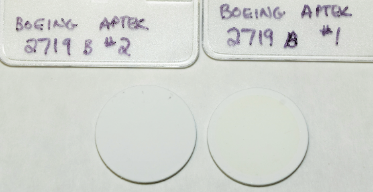 BOEING APTEK
2719 B #2
BOEING APTEK
2719 B #1